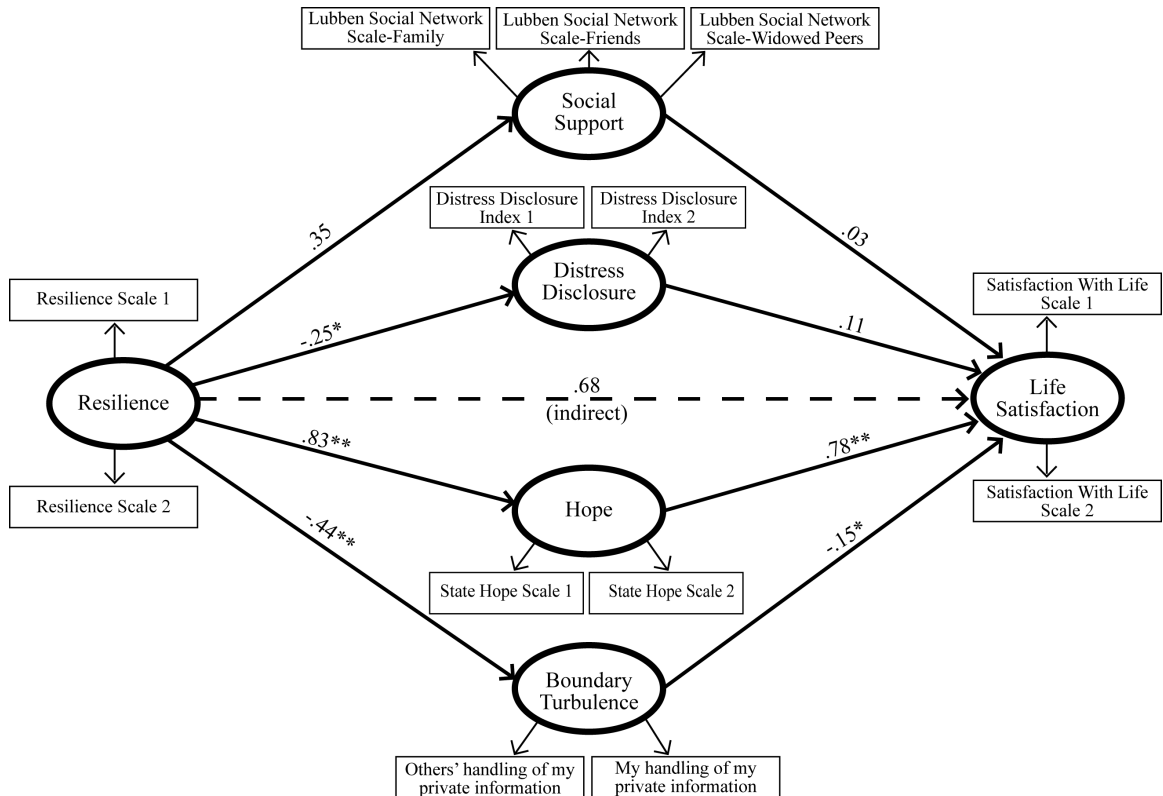 Lubben Social Network
Scale-Family
Lubben Social Network
Scale-Friends
Lubben Social Network
Scale-Widowed Peers
Social
Support
Distress Disclosure
Index 1
Distress Disclosure
Index 2
.35
.03
Distress
Disclosure
Resilience Scale 1
Satisfaction With Life
Scale 1
-.25*
.11
Resilience
.68
(indirect)
Life
Satisfaction
.83**
.78**
Resilience Scale 2
Hope
Satisfaction With Life
Scale 2
-.44**
-.15*
State Hope Scale 1
State Hope Scale 2
Boundary
Turbulence
Others’ handling of my
private information
My handling of my
private information